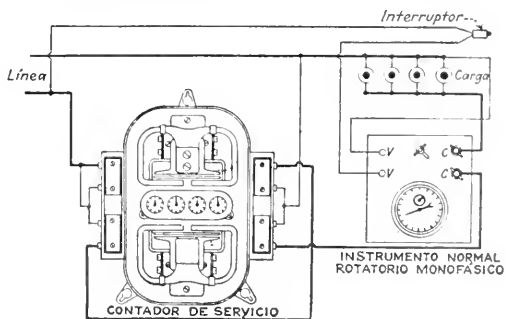 Interruptor
Línea
Carga
V
C
V
C
INSTRUMENTO NORMAL
ROTATORIO MONOFÁSICO
CONTADOR DE SERVICIO